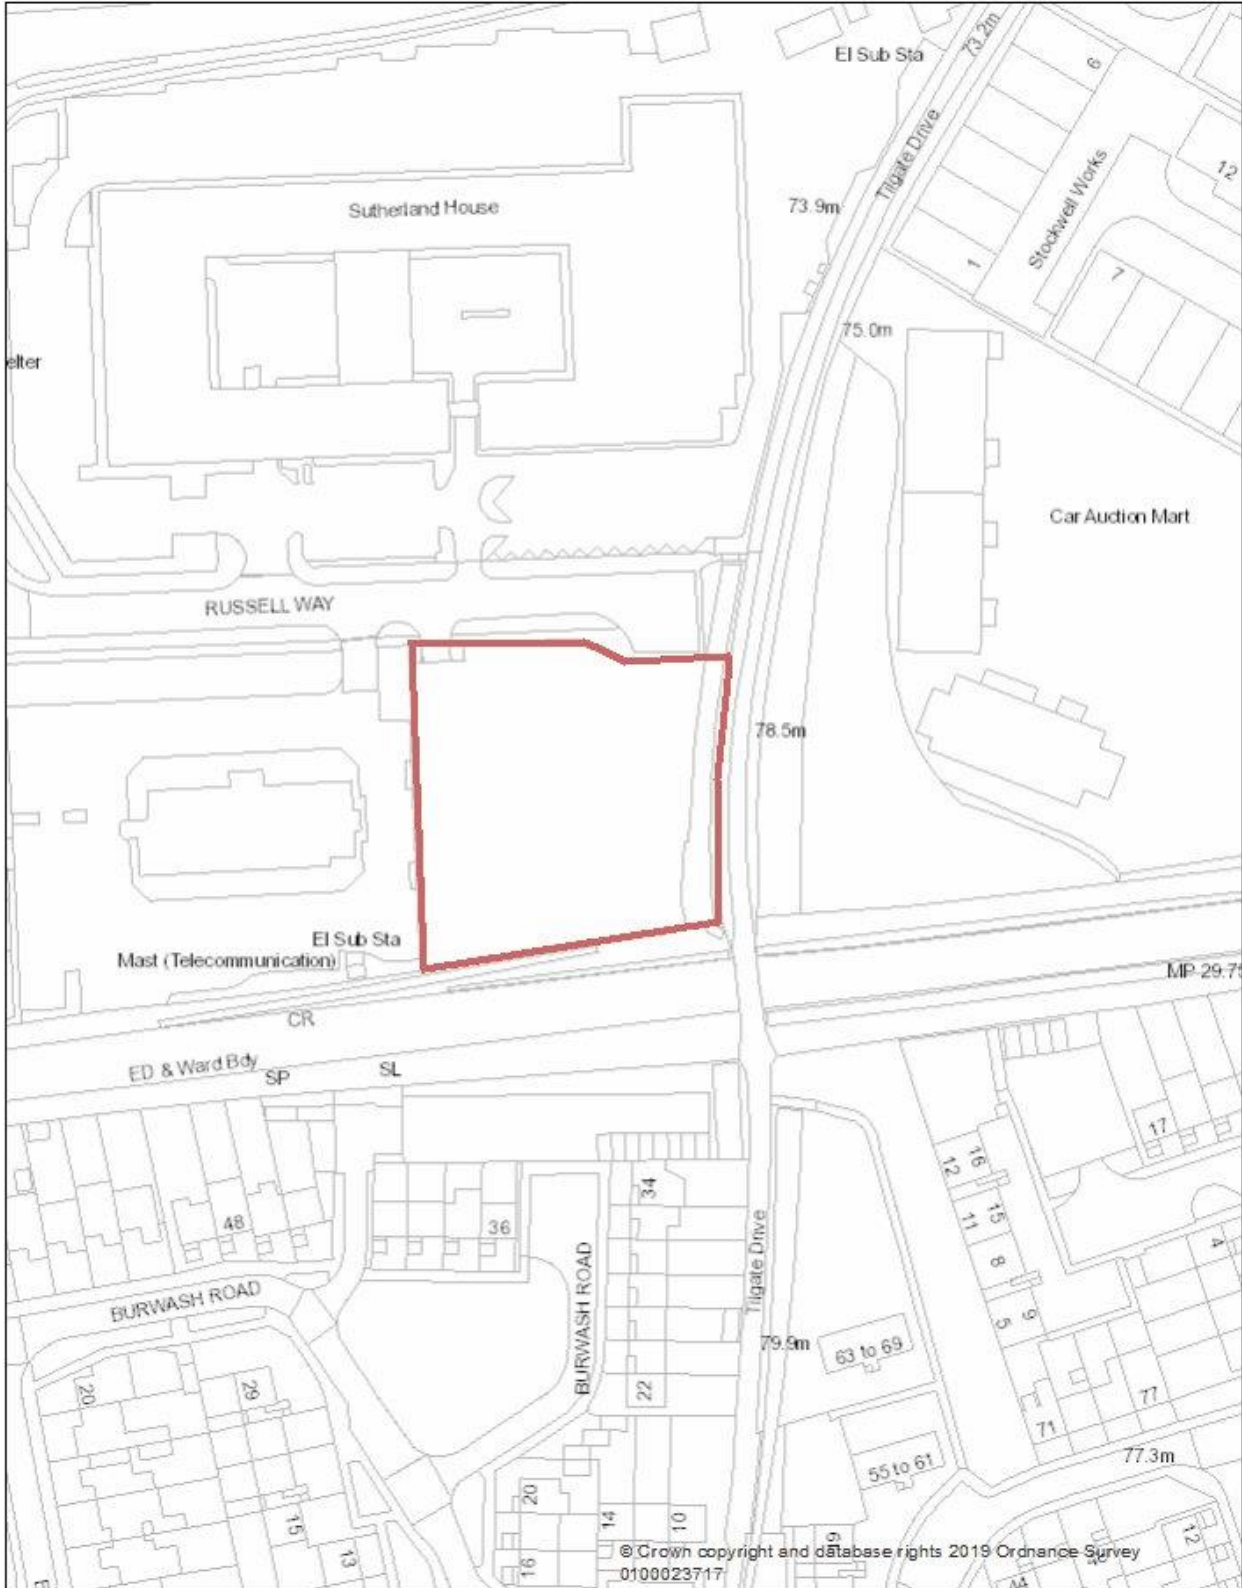 El Sub Sta
73.2m
6
Tilgate Drive
12
73.9m
Sutherland House
Stockwell Works
1
7
75.0m
elter
Car Auction Mart
RUSSELL WAY
78.5m
El Sub Sta
Mast (Telecommunication)
MP 29.75
CR
ED & Ward Bdy
SP
SL
17
12
16
34
48
36
11
15
8
4
BURWASH ROAD
BURWASH ROAD
Tilgate Drive
5
9
79.9m
63 to 69
20
29
22
71
77
77.3m
55 to 61
20
14
10
15
13
16
12
© Crown copyright and database rights 2019 Ordnance Survey
0100023717
44